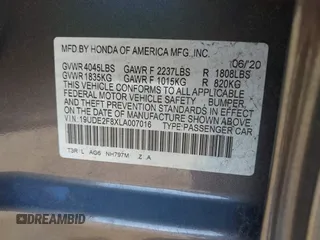 MFD. BY HONDA OF AMERICA MFG., INC. 06/20
GVWR 4045LBS GAWR F 2237LBS R 1808LBS
GVWR 1835KG GAWR F 1015KG R 820KG
THIS VEHICLE CONFORMS TO ALL APPLICABLE
FEDERAL MOTOR VEHICLE SAFETY, BUMPER,
AND THEFT PREVENTION STANDARDS IN EFFECT
ON THE DATE OF MANUFACTURE SHOWN ABOVE.
VIN: 19UDE2F8XLA007016 TYPE:PASSENGER CAR
T3R L AG6 NH797M Z A
DREAMBID